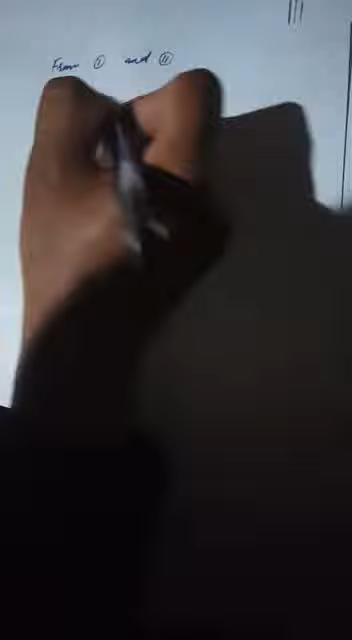 From ① and ②